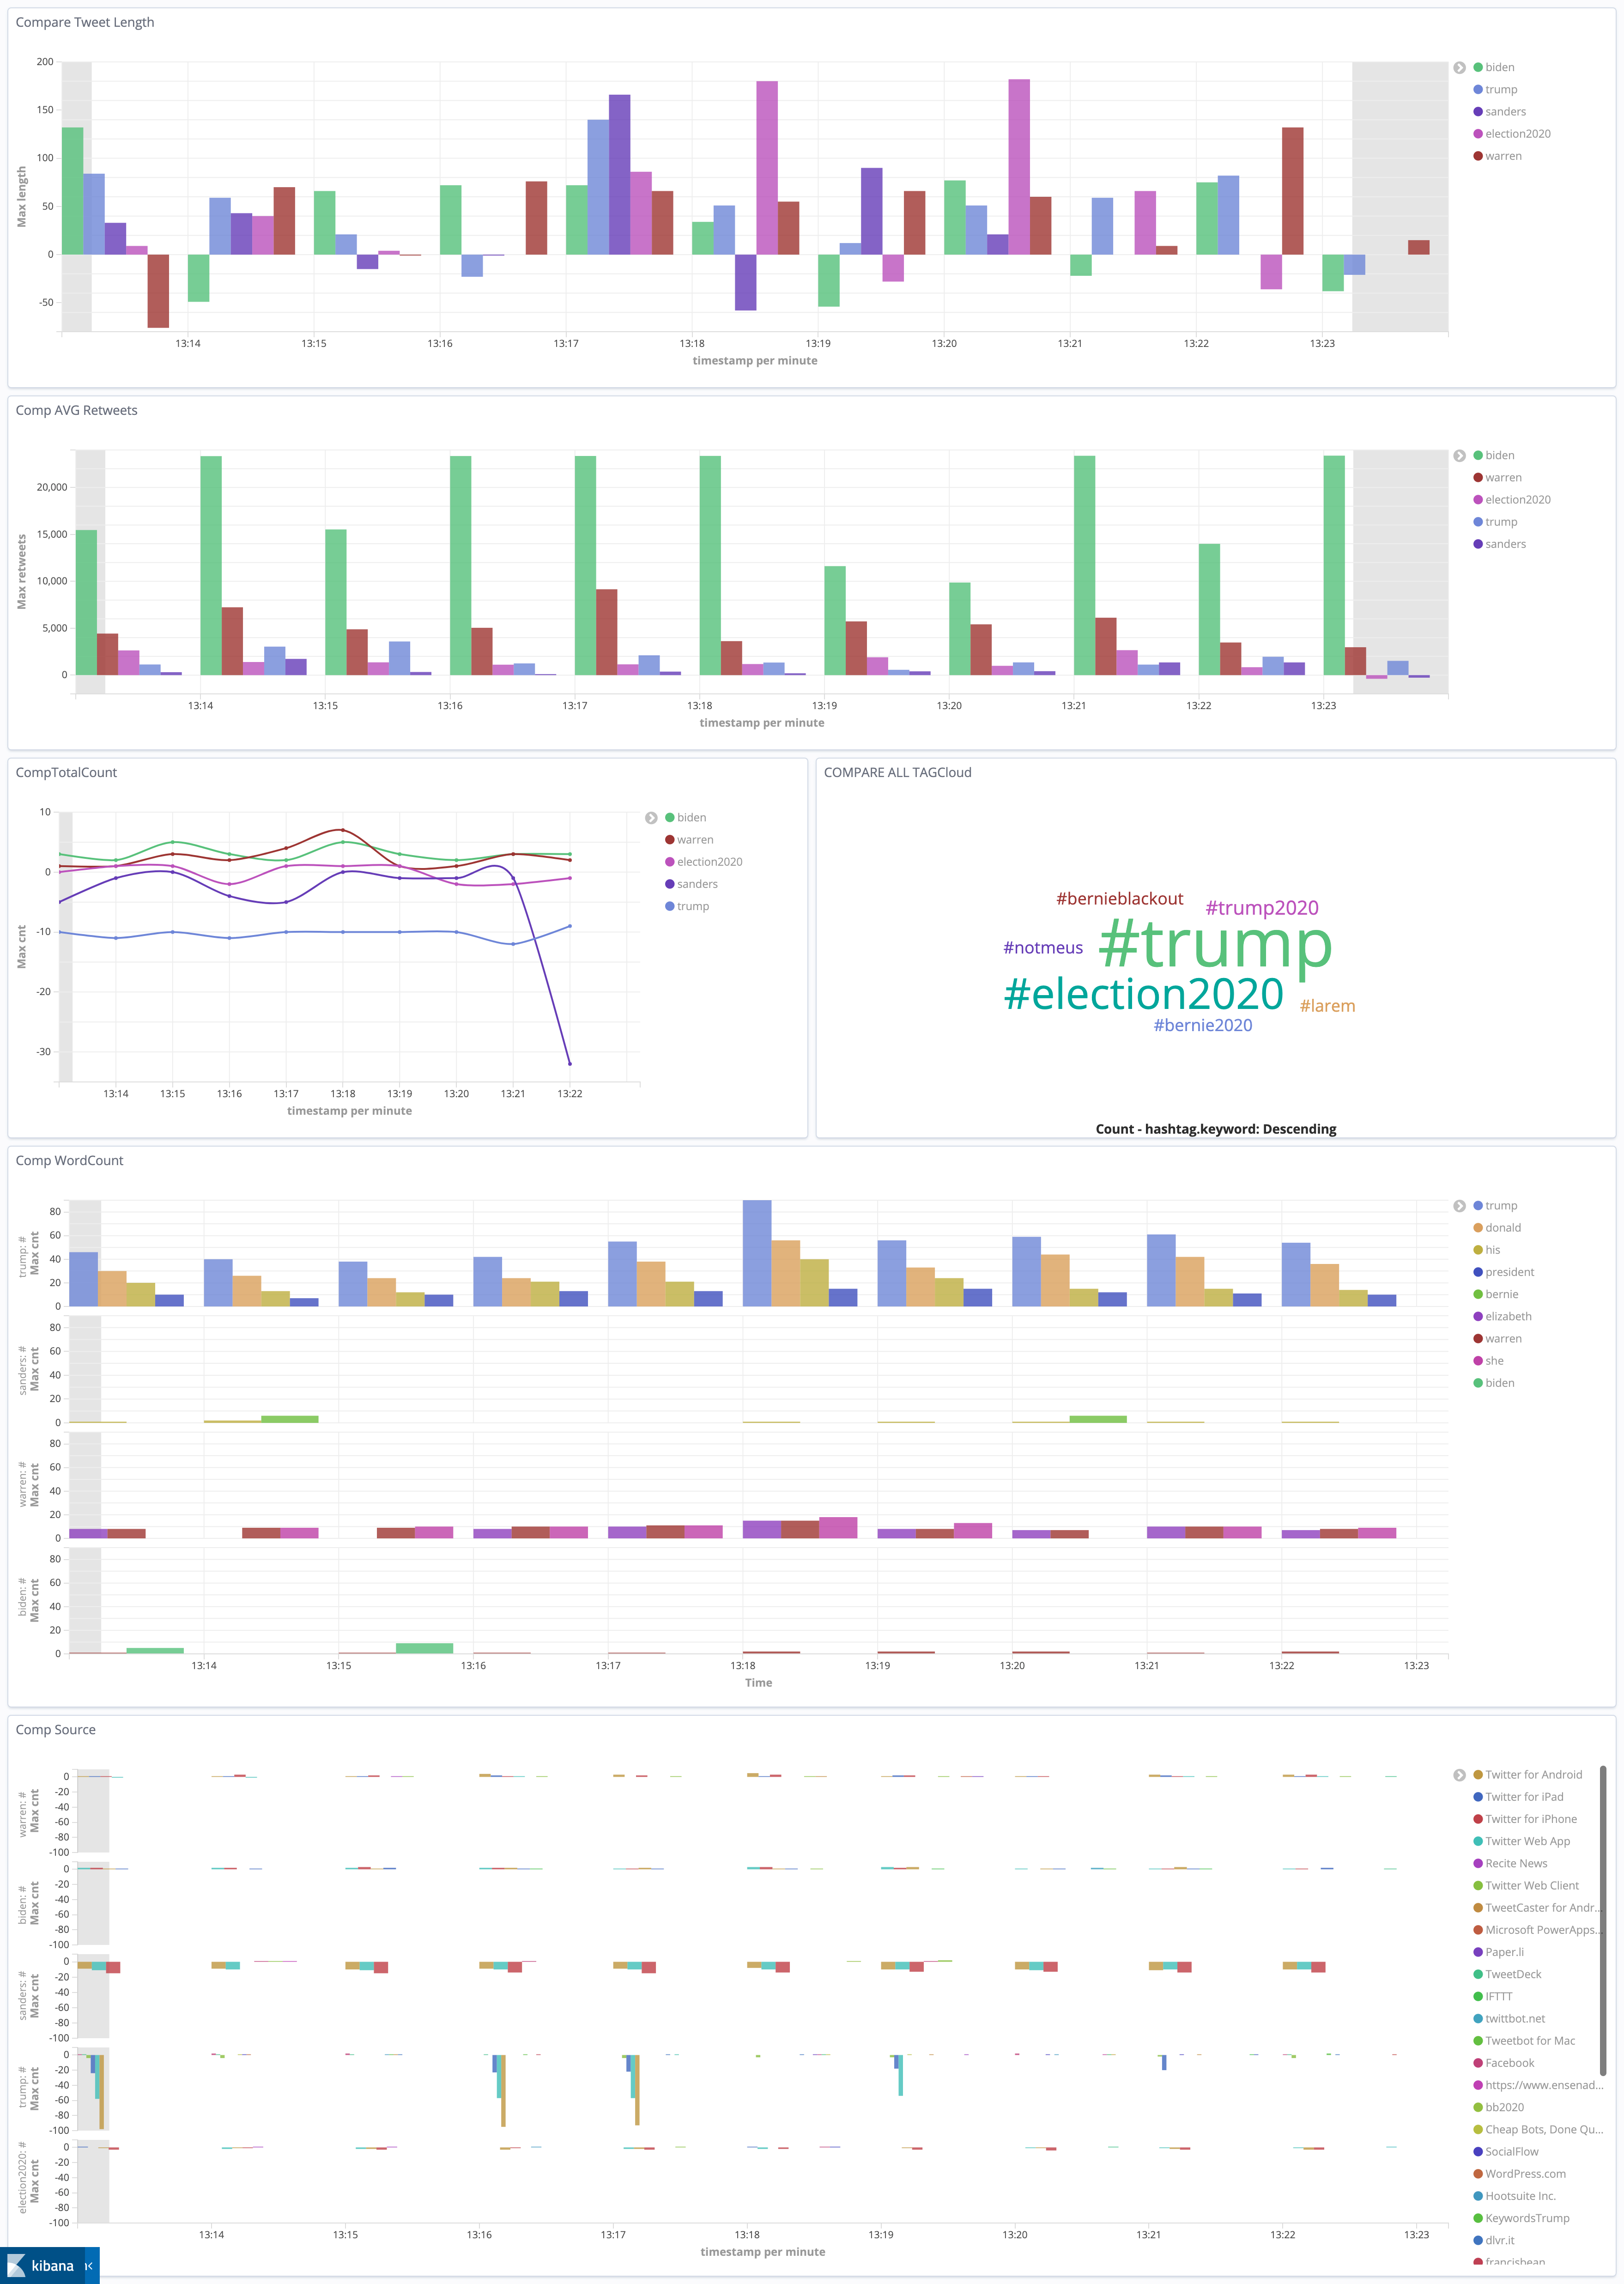 Compare Tweet Length
200
150
100
50
0
-50
Max length
13:14 13:15 13:16 13:17 13:18 13:19 13:20 13:21 13:22 13:23
timestamp per minute
biden
trump
sanders
election2020
warren
Comp AVG Retweets
20,000
15,000
10,000
5,000
0
Max retweets
13:14 13:15 13:16 13:17 13:18 13:19 13:20 13:21 13:22 13:23
timestamp per minute
biden
warren
election2020
trump
sanders
CompTotalCount
10
0
-10
-20
-30
Max cnt
13:14 13:15 13:16 13:17 13:18 13:19 13:20 13:21 13:22
timestamp per minute
biden
warren
election2020
sanders
trump
COMPARE ALL TAGCloud
#bernieblackout
#trump2020
#notmeus
#trump
#election2020
#larem
#bernie2020
Count - hashtag.keyword: Descending
Comp WordCount
trump: #
Max cnt
80
60
40
20
0
sanders: #
Max cnt
80
60
40
20
0
warren: #
Max cnt
80
60
40
20
0
biden: #
Max cnt
80
60
40
20
0
13:14 13:15 13:16 13:17 13:18 13:19 13:20 13:21 13:22 13:23
Time
trump
donald
his
president
bernie
elizabeth
warren
she
biden
Comp Source
warren: #
Max cnt
0
-20
-40
-60
-80
-100
biden: #
Max cnt
0
-20
-40
-60
-80
-100
sanders: #
Max cnt
0
-20
-40
-60
-80
-100
trump: #
Max cnt
0
-20
-40
-60
-80
-100
election2020: #
Max cnt
0
-20
-40
-60
-80
-100
13:14 13:15 13:16 13:17 13:18 13:19 13:20 13:21 13:22 13:23
timestamp per minute
Twitter for Android
Twitter for iPad
Twitter for iPhone
Twitter Web App
Recite News
Twitter Web Client
TweetCaster for Andr...
Microsoft PowerApps...
Paper.li
TweetDeck
IFTTT
twittbot.net
Tweetbot for Mac
Facebook
https://www.ensenad...
bb2020
Cheap Bots, Done Qu...
SocialFlow
WordPress.com
Hootsuite Inc.
KeywordsTrump
dlvr.it
francisbean
kibana